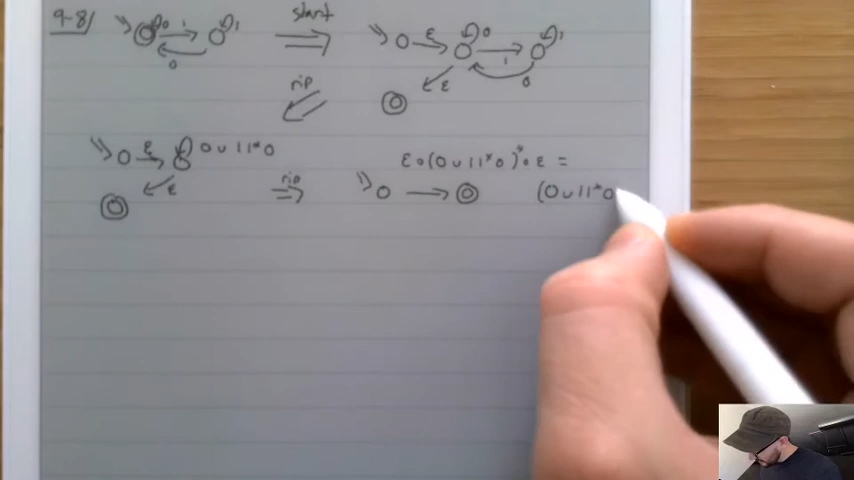 9-8/ 0 1 1 start ε 0 1
0 1 0
rip ε
ε 0∪11*0 ε∘(0∪11*0)*∘ε =
ε rip (0∪11*0